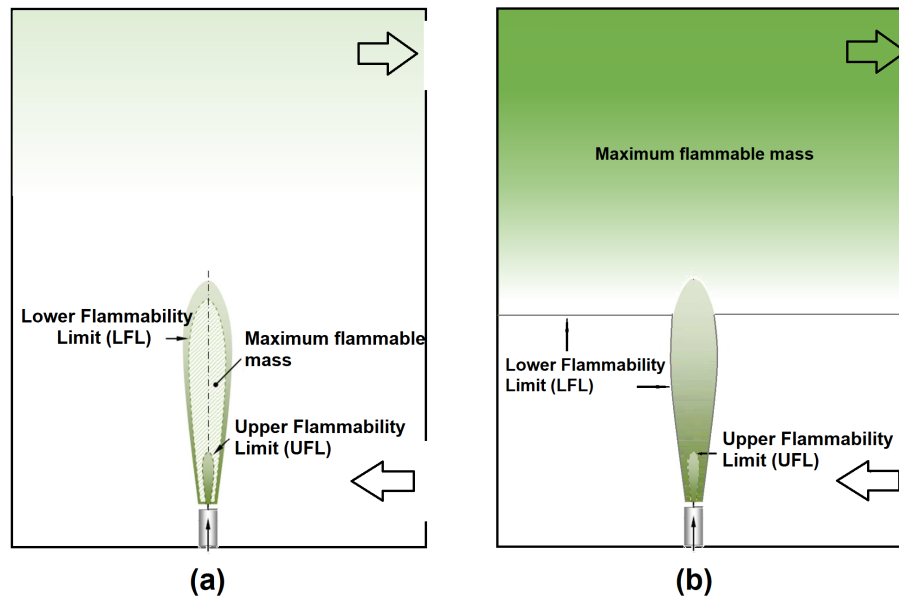 Lower Flammability
Limit (LFL)
Maximum flammable
mass
Upper Flammability
Limit (UFL)
(a)
Maximum flammable mass
Lower Flammability
Limit (LFL)
Upper Flammability
Limit (UFL)
(b)